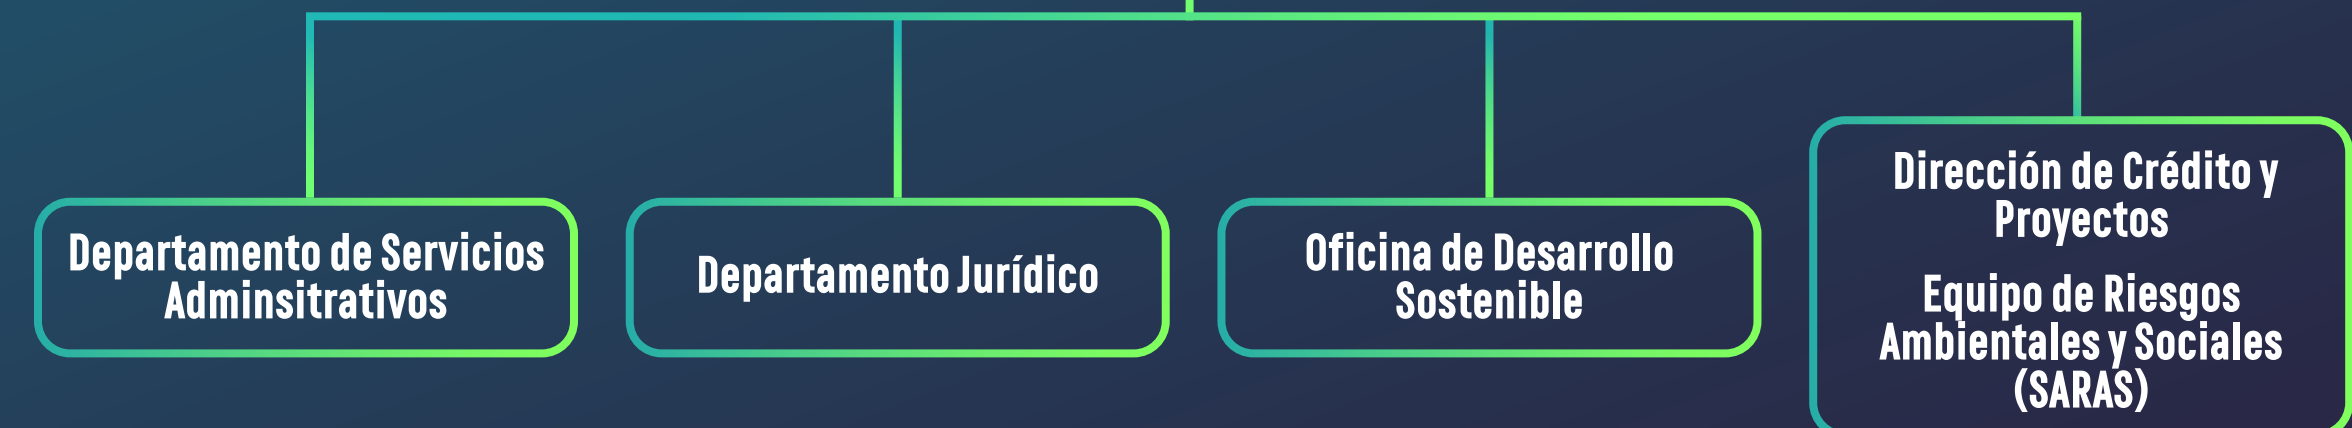 Departamento de Servicios
Adminsitrativos
Departamento Jurídico
Oficina de Desarrollo
Sostenible
Dirección de Crédito y
Proyectos
Equipo de Riesgos
Ambientales y Sociales
(SARAS)